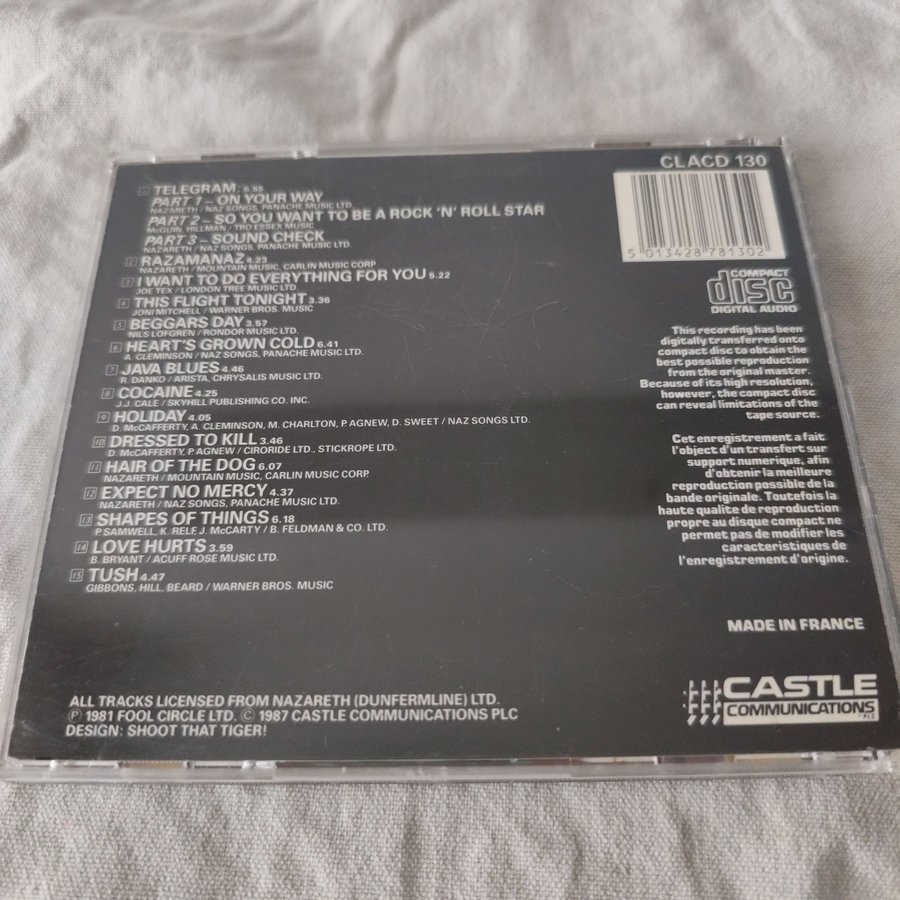 CLACD 130
5 013428 781302
1 TELEGRAM: 6.55
PART 1 – ON YOUR WAY
NAZARETH / NAZ SONGS, PANACHE MUSIC LTD
PART 2 – SO YOU WANT TO BE A ROCK 'N' ROLL STAR
McGUIN, HILLMAN / TRO ESSEX MUSIC
PART 3 – SOUND CHECK
NAZARETH / NAZ SONGS, PANACHE MUSIC LTD.
2 RAZAMANAZ 4.23
NAZARETH / MOUNTAIN MUSIC, CARLIN MUSIC CORP
3 I WANT TO DO EVERYTHING FOR YOU 5.22
JOE TEX / LONDON TREE MUSIC LTD.
4 THIS FLIGHT TONIGHT 3.36
JONI MITCHELL / WARNER BROS. MUSIC
5 BEGGARS DAY 3.57
NILS LOFGREN / RONDOR MUSIC LTD.
6 HEART'S GROWN COLD 6.41
A. CLEMINSON / NAZ SONGS, PANACHE MUSIC LTD.
7 JAVA BLUES 4.46
R. DANKO / ARISTA, CHRYSALIS MUSIC LTD.
8 COCAINE 4.25
J.J. CALE / SKYHILL PUBLISHING CO. INC.
9 HOLIDAY 4.05
D. McCAFFERTY, A. CLEMINSON, M. CHARLTON, P. AGNEW, D. SWEET / NAZ SONGS LTD.
10 DRESSED TO KILL 3.46
D. McCAFFERTY, P. AGNEW / CIRORIDE LTD., STICKROPE LTD.
11 HAIR OF THE DOG 6.07
NAZARETH / MOUNTAIN MUSIC, CARLIN MUSIC CORP.
12 EXPECT NO MERCY 4.37
NAZARETH / NAZ SONGS, PANACHE MUSIC LTD.
13 SHAPES OF THINGS 6.18
P. SAMWELL, K. RELF, J. McCARTY / B. FELDMAN & CO. LTD.
14 LOVE HURTS 3.59
B. BRYANT / ACUFF ROSE MUSIC LTD.
15 TUSH 4.47
GIBBONS, HILL, BEARD / WARNER BROS. MUSIC
COMPACT
disc
DIGITAL AUDIO
This recording has been
digitally transferred onto
compact disc to obtain the
best possible reproduction
from the original master.
Because of its high resolution,
however, the compact disc
can reveal limitations of the
tape source.
Cet enregistrement a fait
l'object d'un transfert sur
support numerique, afin
d'obtenir la meilleure
reproduction possible de la
bande originale. Toutefois la
haute qualite de reproduction
propre au disque compact ne
permet pas de modifier les
caracteristiques de
l'enregistrement d'origine.
MADE IN FRANCE
CASTLE
COMMUNICATIONS
PLC
ALL TRACKS LICENSED FROM NAZARETH (DUNFERMLINE) LTD.
Ⓟ 1981 FOOL CIRCLE LTD. © 1987 CASTLE COMMUNICATIONS PLC
DESIGN: SHOOT THAT TIGER!